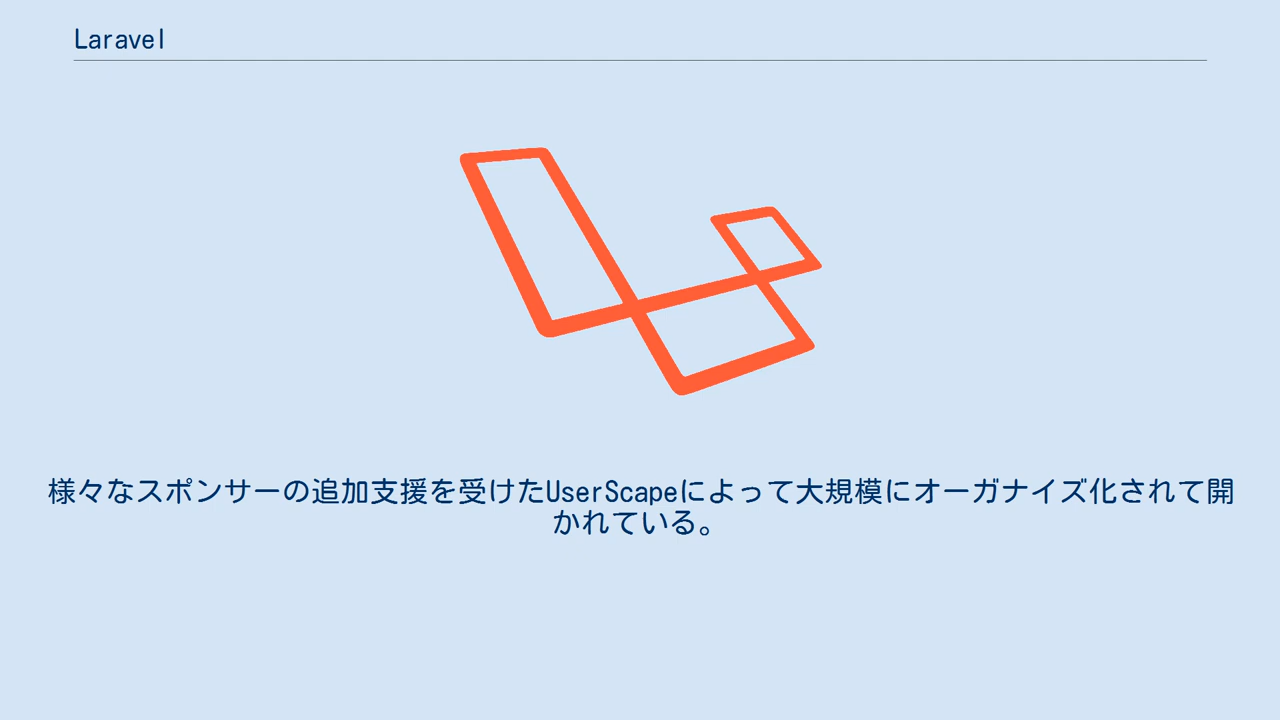 Laravel
様々なスポンサーの追加支援を受けたUserScapeによって大規模にオーガナイズ化されて開
かれている。